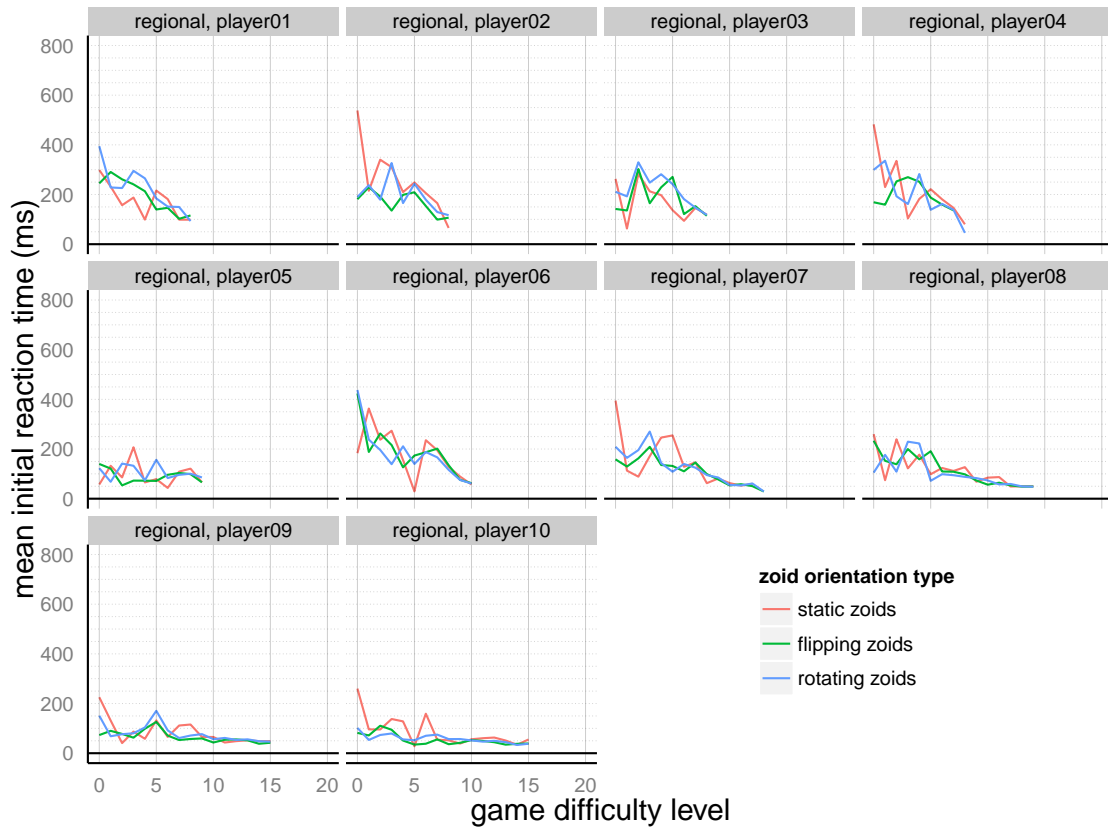 regional, player01
regional, player02
regional, player03
regional, player04
800
600
400
200
0
regional, player05
regional, player06
regional, player07
regional, player08
800
600
400
200
0
regional, player09
regional, player10
800
600
400
200
0
0 5 10 15 20
0 5 10 15 20
mean initial reaction time (ms)
game difficulty level
zoid orientation type
static zoids
flipping zoids
rotating zoids